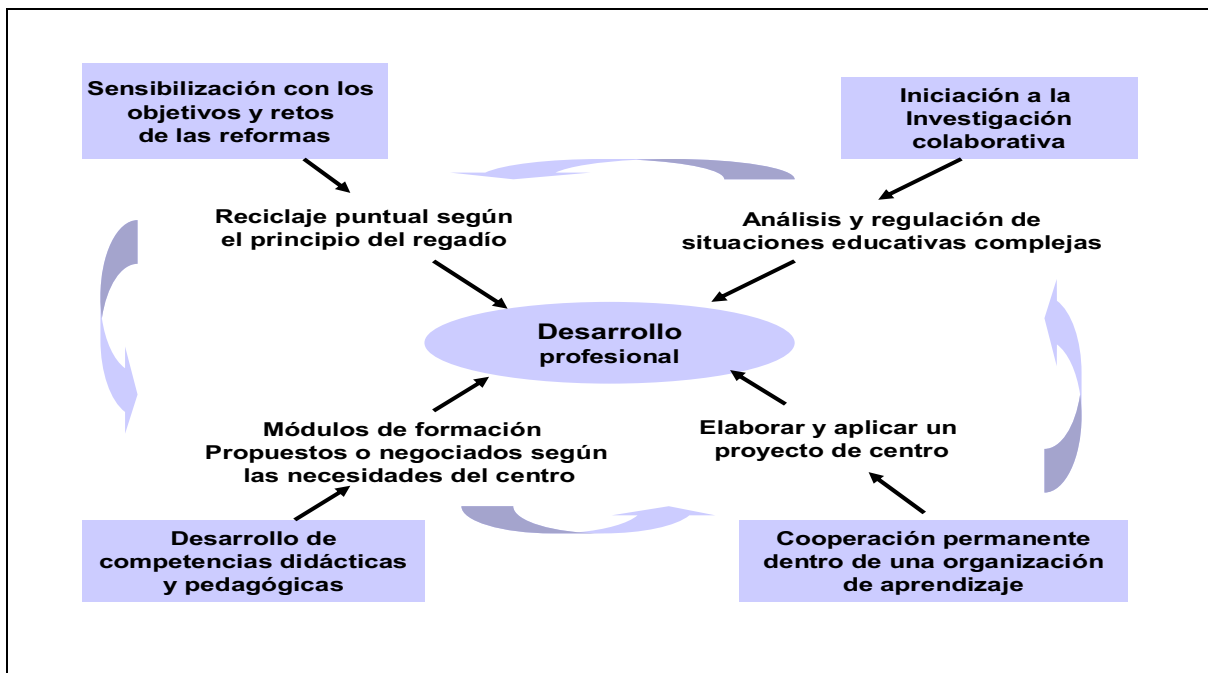 Sensibilización con los
objetivos y retos
de las reformas
Iniciación a la
Investigación
colaborativa
Reciclaje puntual según
el principio del regadío
Análisis y regulación de
situaciones educativas complejas
Desarrollo
profesional
Módulos de formación
Propuestos o negociados según
las necesidades del centro
Elaborar y aplicar un
proyecto de centro
Desarrollo de
competencias didácticas
y pedagógicas
Cooperación permanente
dentro de una organización
de aprendizaje